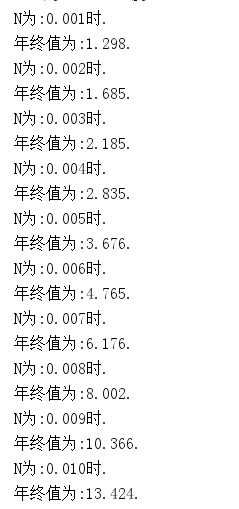 N为:0.001时.
年终值为:1.298.
N为:0.002时.
年终值为:1.685.
N为:0.003时.
年终值为:2.185.
N为:0.004时.
年终值为:2.835.
N为:0.005时.
年终值为:3.676.
N为:0.006时.
年终值为:4.765.
N为:0.007时.
年终值为:6.176.
N为:0.008时.
年终值为:8.002.
N为:0.009时.
年终值为:10.366.
N为:0.010时.
年终值为:13.424.